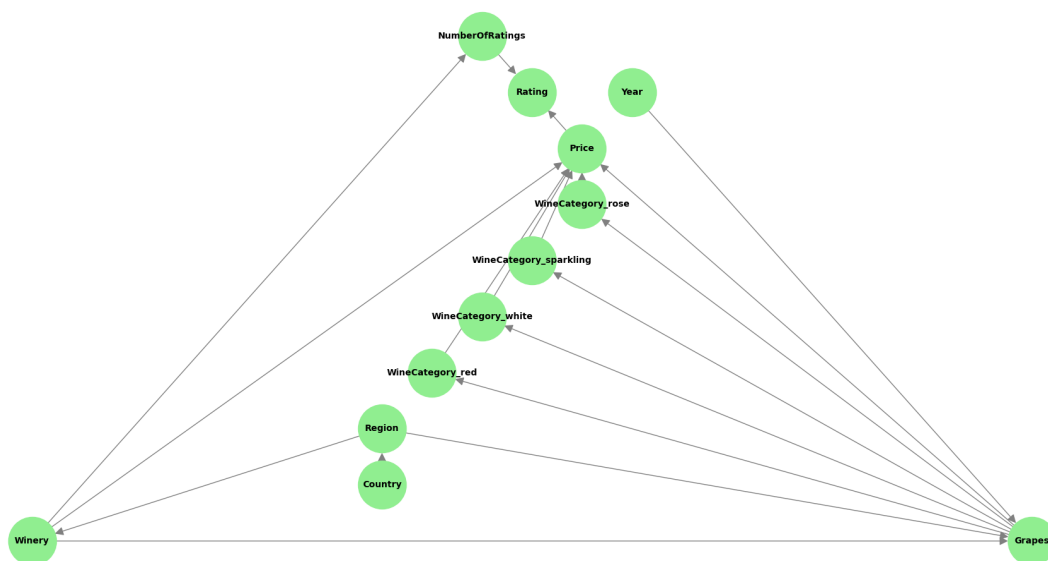 NumberOfRatings
Rating
Year
Price
WineCategory_rose
WineCategory_sparkling
WineCategory_white
WineCategory_red
Region
Country
Winery
Grapes